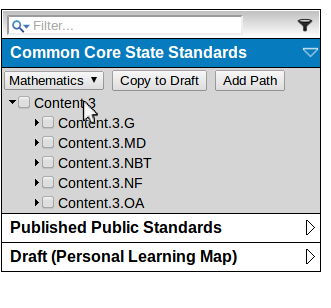 Filter...
Common Core State Standards
Mathematics... Copy to Draft Add Path
Content.3
Content.3.G
Content.3.MD
Content.3.NBT
Content.3.NF
Content.3.OA
Published Public Standards
Draft (Personal Learning Map)